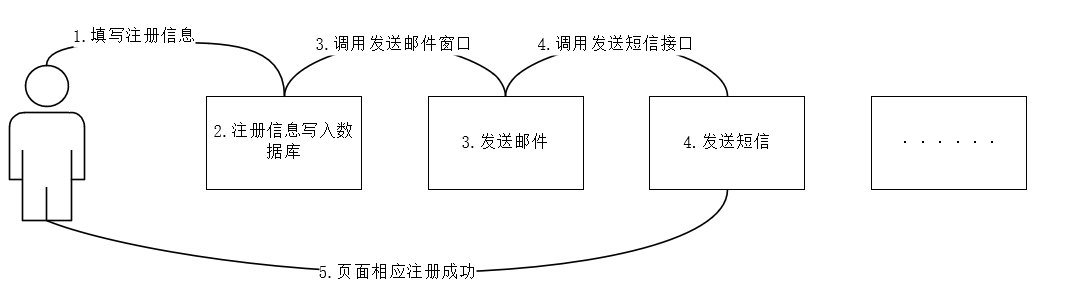 1.填写注册信息
3.调用发送邮件窗口
4.调用发送短信接口
2.注册信息写入数
据库
3.发送邮件
4.发送短信
······
5.页面相应注册成功